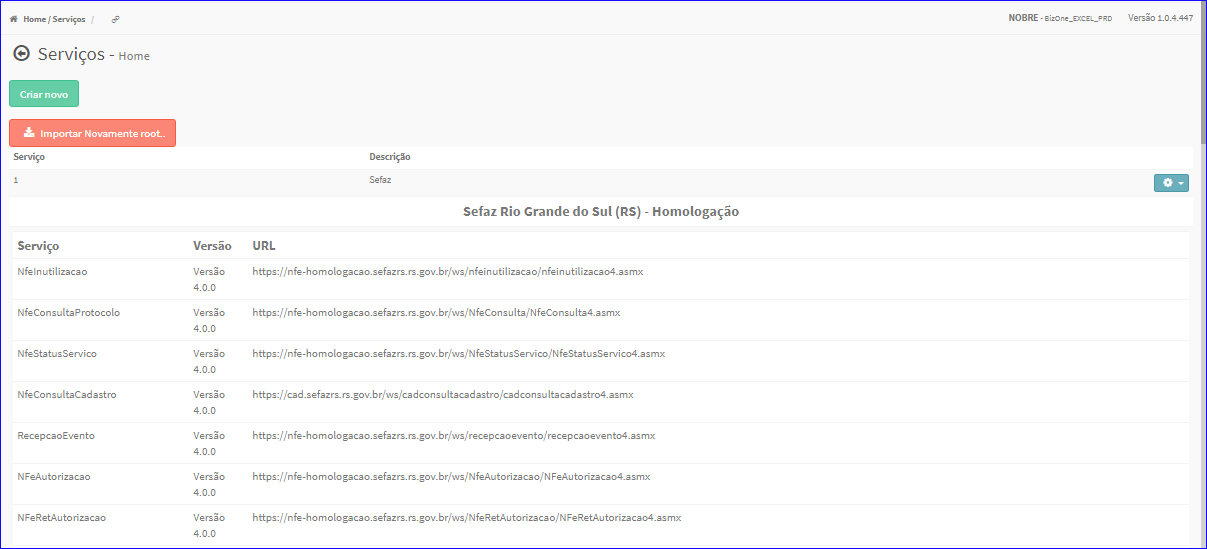 Home / Serviços /
NOBRE - BizOne_EXCEL_PRD Versão 1.0.4.447
Serviços - Home
Criar novo
Importar Novamente root..
Serviço Descrição
1 Sefaz
Sefaz Rio Grande do Sul (RS) - Homologação
Serviço Versão URL
NfeInutilizacao Versão 4.0.0 https://nfe-homologacao.sefazrs.rs.gov.br/ws/nfeinutilizacao/nfeinutilizacao4.asmx
NfeConsultaProtocolo Versão 4.0.0 https://nfe-homologacao.sefazrs.rs.gov.br/ws/NfeConsulta/NfeConsulta4.asmx
NfeStatusServico Versão 4.0.0 https://nfe-homologacao.sefazrs.rs.gov.br/ws/NfeStatusServico/NfeStatusServico4.asmx
NfeConsultaCadastro Versão 4.0.0 https://cad.sefazrs.rs.gov.br/ws/cadconsultacadastro/cadconsultacadastro4.asmx
RecepcaoEvento Versão 4.0.0 https://nfe-homologacao.sefazrs.rs.gov.br/ws/recepcaoevento/recepcaoevento4.asmx
NFeAutorizacao Versão 4.0.0 https://nfe-homologacao.sefazrs.rs.gov.br/ws/NfeAutorizacao/NFeAutorizacao4.asmx
NFeRetAutorizacao Versão 4.0.0 https://nfe-homologacao.sefazrs.rs.gov.br/ws/NfeRetAutorizacao/NFeRetAutorizacao4.asmx